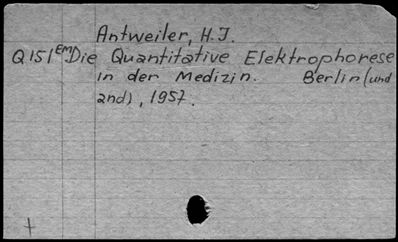 Antweiler, H.J.
Q151 EM Die Quantitative Elektrophorese
in der Medizin. Berlin (und
and), 1957.